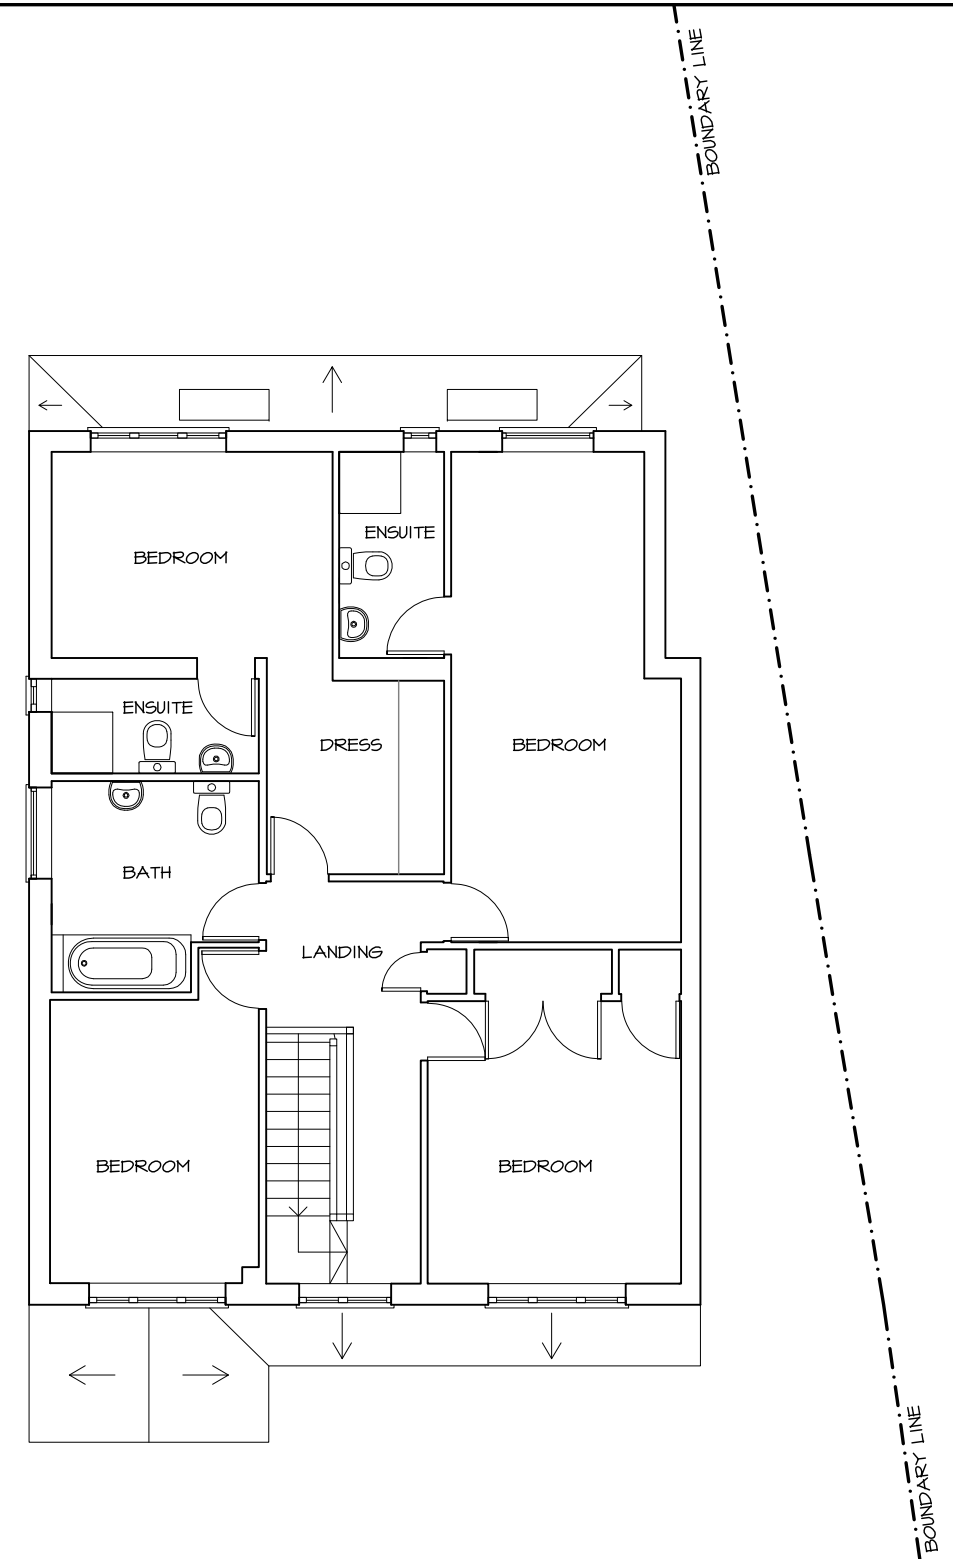 BOUNDARY LINE
ENSUITE
BEDROOM
ENSUITE
DRESS
BEDROOM
BATH
LANDING
BEDROOM
BEDROOM
BOUNDARY LINE